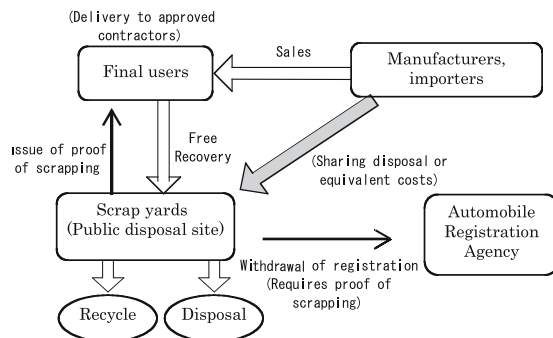 (Delivery to approved
contractors)
Final users
Sales
Manufacturers,
importers
issue of proof
of scrapping
Free
Recovery
(Sharing disposal or
equivalent costs)
Scrap yards
(Public disposal site)
Automobile
Registration
Agency
Withdrawal of registration
(Requires proof of
scrapping)
Recycle
Disposal